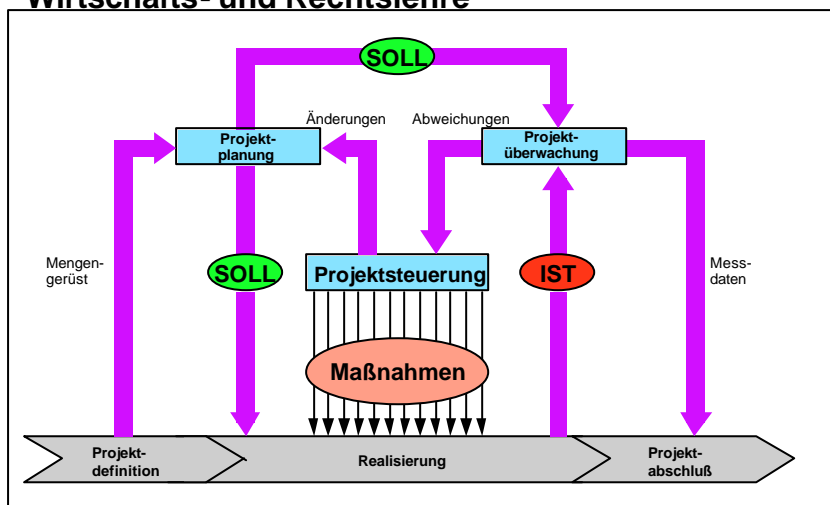 Wirtschafts- und Rechtslehre
SOLL
Änderungen
Abweichungen
Projekt-
planung
Projekt-
überwachung
Mengen-
gerüst
SOLL
Projektsteuerung
IST
Mess-
daten
Maßnahmen
Projekt-
definition
Realisierung
Projekt-
abschluß